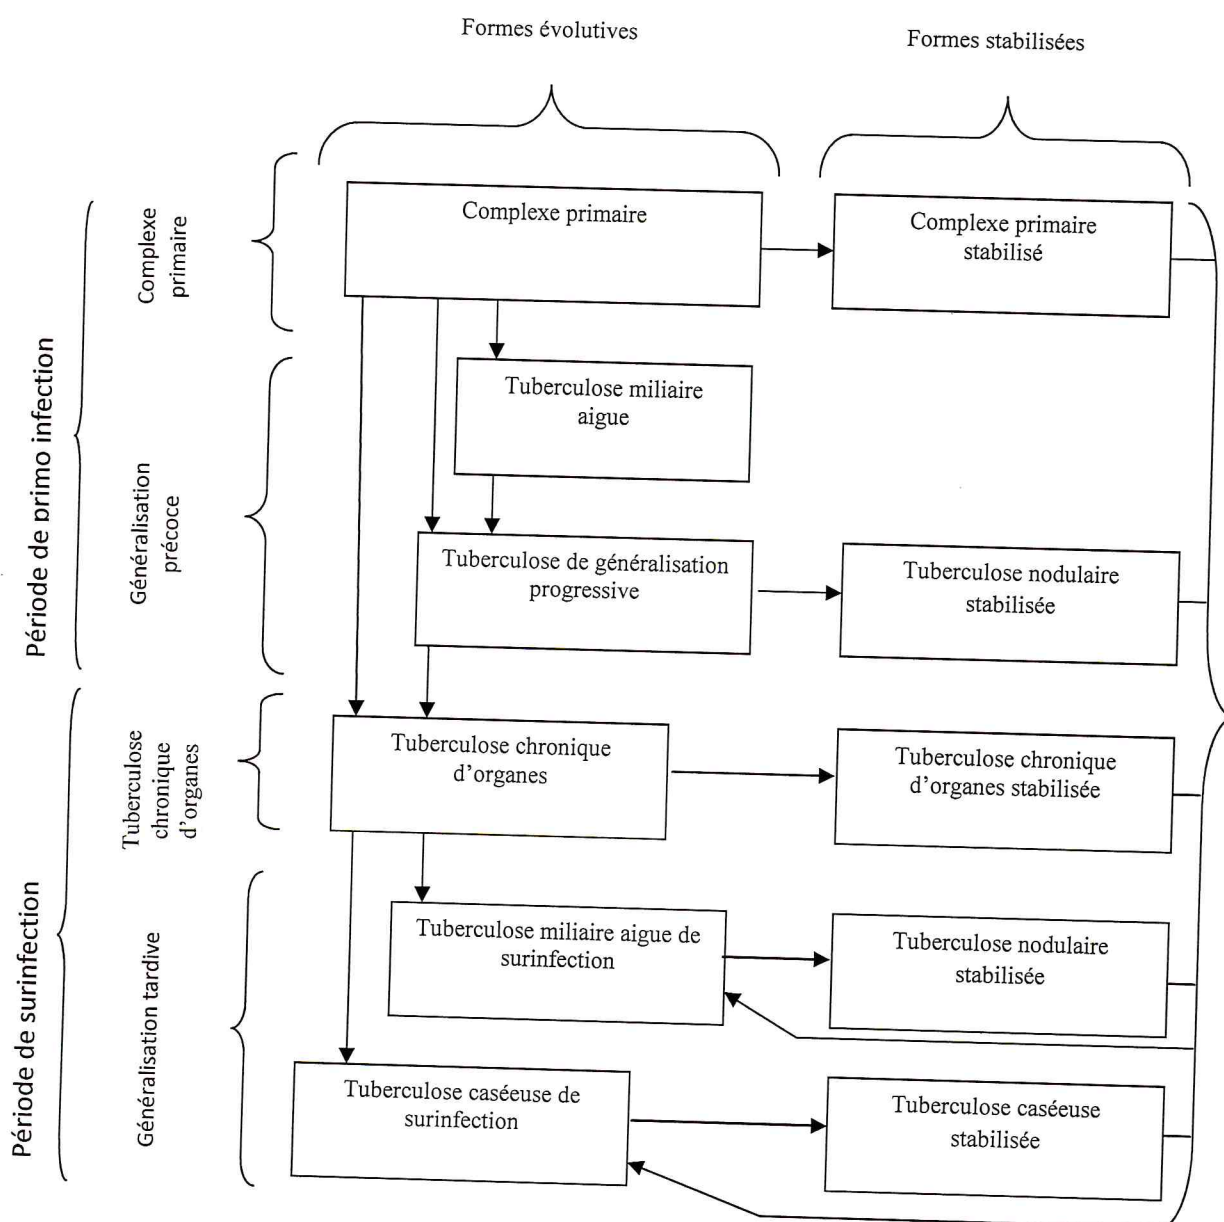 Formes évolutives
Formes stabilisées
Période de primo infection
Complexe
primaire
Complexe primaire
Complexe primaire
stabilisé
Généralisation
précoce
Tuberculose miliaire
aigue
Tuberculose de généralisation
progressive
Tuberculose nodulaire
stabilisée
Période de surinfection
Tuberculose
chronique
d'organes
Tuberculose chronique
d'organes
Tuberculose chronique
d'organes stabilisée
Généralisation tardive
Tuberculose miliaire aigue de
surinfection
Tuberculose nodulaire
stabilisée
Tuberculose caséeuse de
surinfection
Tuberculose caséeuse
stabilisée